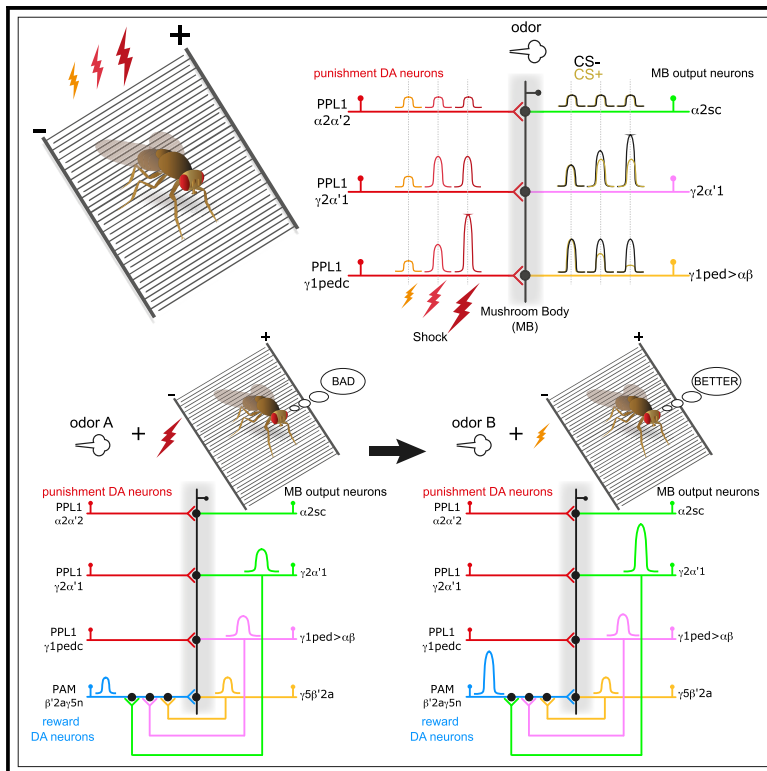 +
-
odor
punishment DA neurons
CS-
CS+
MB output neurons
PPL1
α2α'2
α2sc
PPL1
γ2α'1
γ2α'1
PPL1
γ1pedc
γ1ped>αβ
Mushroom Body
(MB)
Shock
+
-
BAD
odor A
+
punishment DA neurons
MB output neurons
PPL1
α2α'2
α2sc
PPL1
γ2α'1
γ2α'1
PPL1
γ1pedc
γ1ped>αβ
PAM
β'2aγ5n
γ5β'2a
reward
DA neurons
+
-
BETTER
odor B
+
punishment DA neurons
MB output neurons
PPL1
α2α'2
α2sc
PPL1
γ2α'1
γ2α'1
PPL1
γ1pedc
γ1ped>αβ
PAM
β'2aγ5n
γ5β'2a
reward
DA neurons